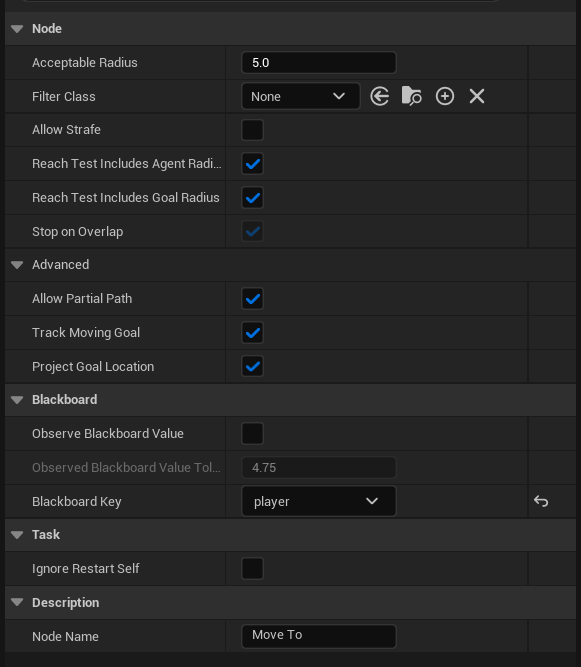 Node
Acceptable Radius 5.0
Filter Class None
Allow Strafe
Reach Test Includes Agent Radi...
Reach Test Includes Goal Radius
Stop on Overlap
Advanced
Allow Partial Path
Track Moving Goal
Project Goal Location
Blackboard
Observe Blackboard Value
Observed Blackboard Value Tol... 4.75
Blackboard Key player
Task
Ignore Restart Self
Description
Node Name Move To